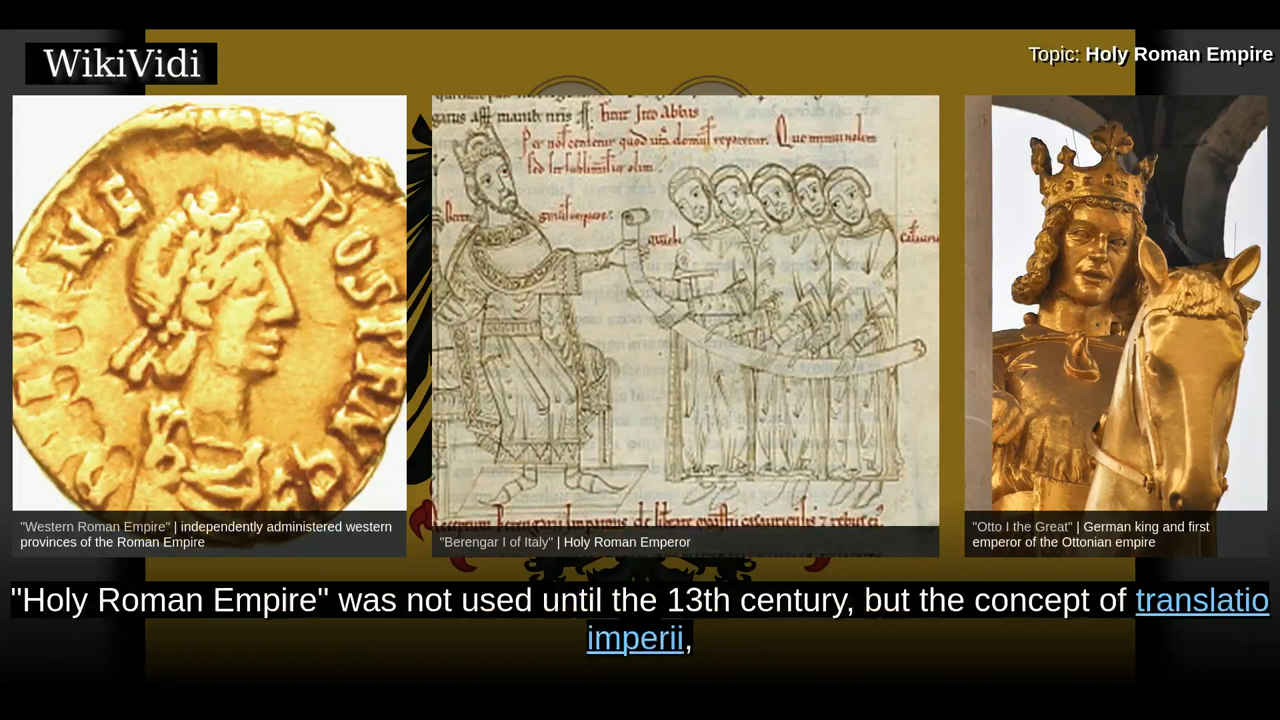 WikiVidi
Topic: Holy Roman Empire
"Western Roman Empire" | independently administered western
provinces of the Roman Empire
"Berengar I of Italy" | Holy Roman Emperor
"Otto I the Great" | German king and first
emperor of the Ottonian empire
"Holy Roman Empire" was not used until the 13th century, but the concept of translatio
imperii,